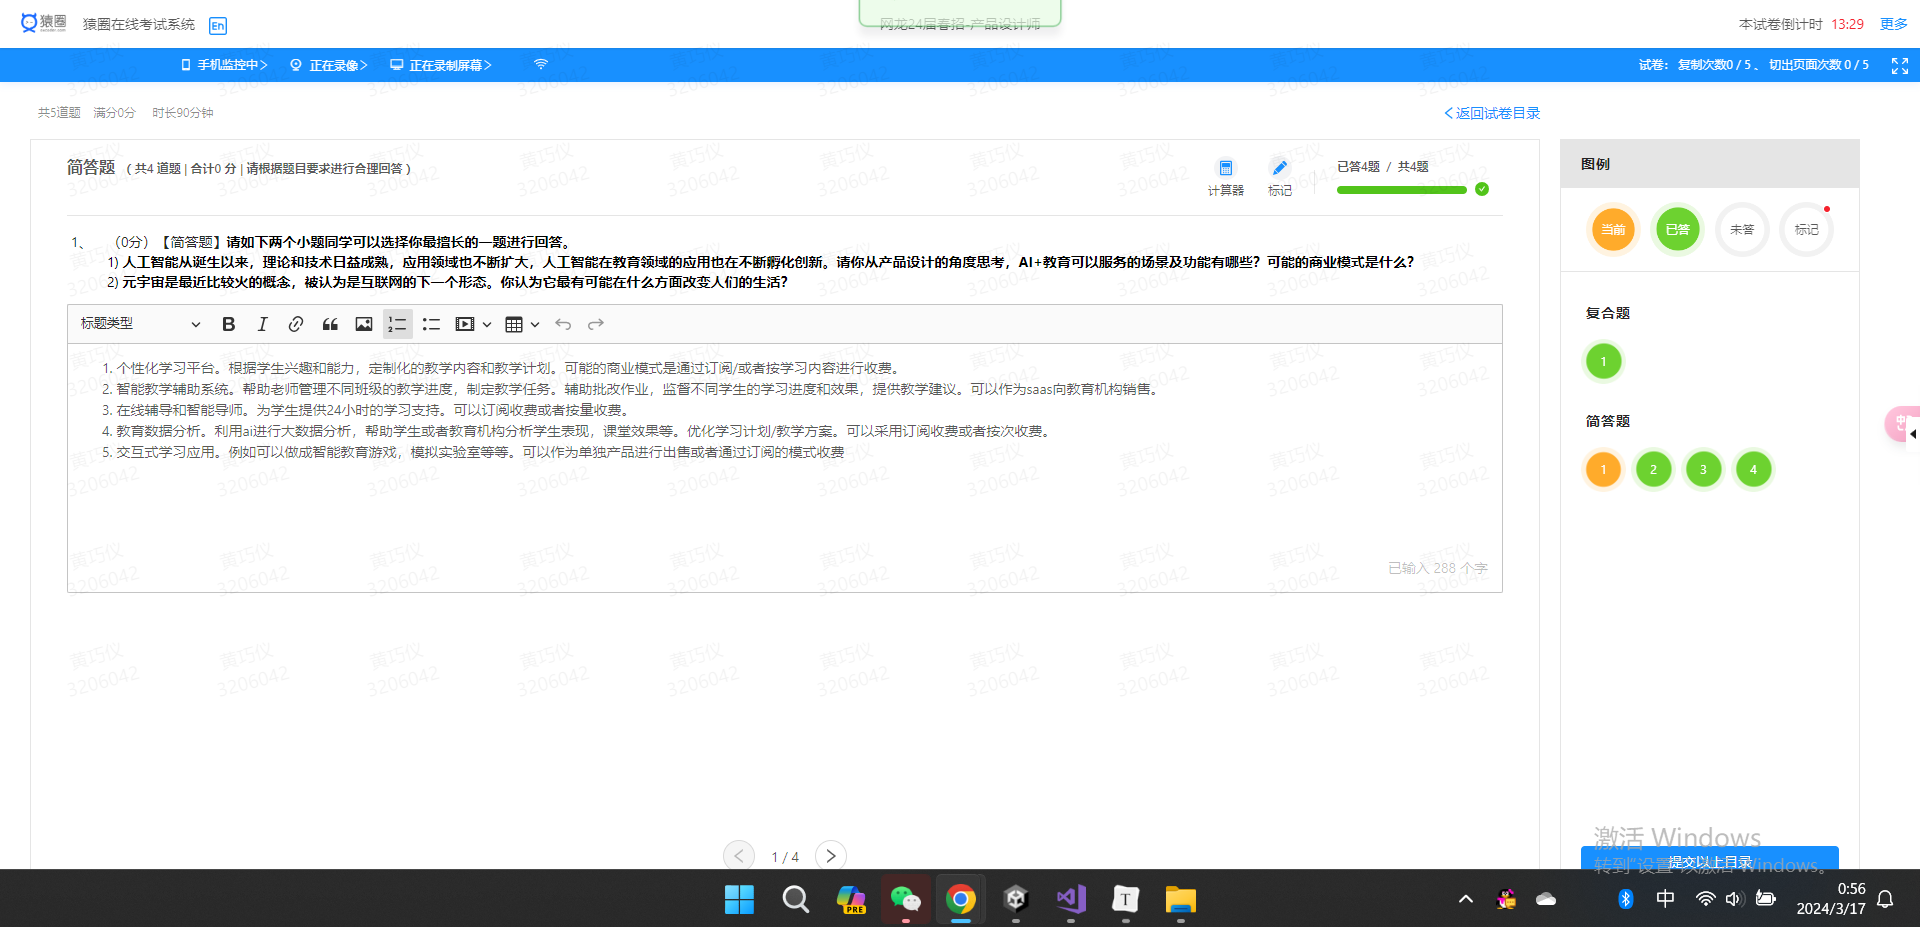 猿圈 猿圈在线考试系统 En
网龙24届春招-产品设计师
本试卷倒计时 13:29 更多
手机监控中> 正在录像> 正在录制屏幕>
试卷: 复制次数0 / 5 、 切出页面次数 0 / 5
共5道题 满分0分 时长90分钟
<返回试卷目录
简答题 ( 共4 道题 | 合计0 分 | 请根据题目要求进行合理回答 )
计算器 标记
已答4题 / 共4题
1、 （0分）【简答题】请如下两个小题同学可以选择你最擅长的一题进行回答。
1) 人工智能从诞生以来，理论和技术日益成熟，应用领域也不断扩大，人工智能在教育领域的应用也在不断孵化创新。请你从产品设计的角度思考，AI+教育可以服务的场景及功能有哪些？可能的商业模式是什么？
2) 元宇宙是最近比较火的概念，被认为是互联网的下一个形态。你认为它最有可能在什么方面改变人们的生活？
标题类型
1. 个性化学习平台。根据学生兴趣和能力，定制化的教学内容和教学计划。可能的商业模式是通过订阅/或者按学习内容进行收费。
2. 智能教学辅助系统。帮助老师管理不同班级的教学进度，制定教学任务。辅助批改作业，监督不同学生的学习进度和效果，提供教学建议。可以作为saas向教育机构销售。
3. 在线辅导和智能导师。为学生提供24小时的学习支持。可以订阅收费或者按量收费。
4. 教育数据分析。利用ai进行大数据分析，帮助学生或者教育机构分析学生表现，课堂效果等。优化学习计划/教学方案。可以采用订阅收费或者按次收费。
5. 交互式学习应用。例如可以做成智能教育游戏，模拟实验室等等。可以作为单独产品进行出售或者通过订阅的模式收费
已输入 288 个字
黄巧仪
3206042
1 / 4
图例
当前 已答 未答 标记
复合题
1
简答题
1 2 3 4
激活 Windows
转到"设置"以激活 Windows。
提交以上目录
PRE
T
中
0:56
2024/3/17